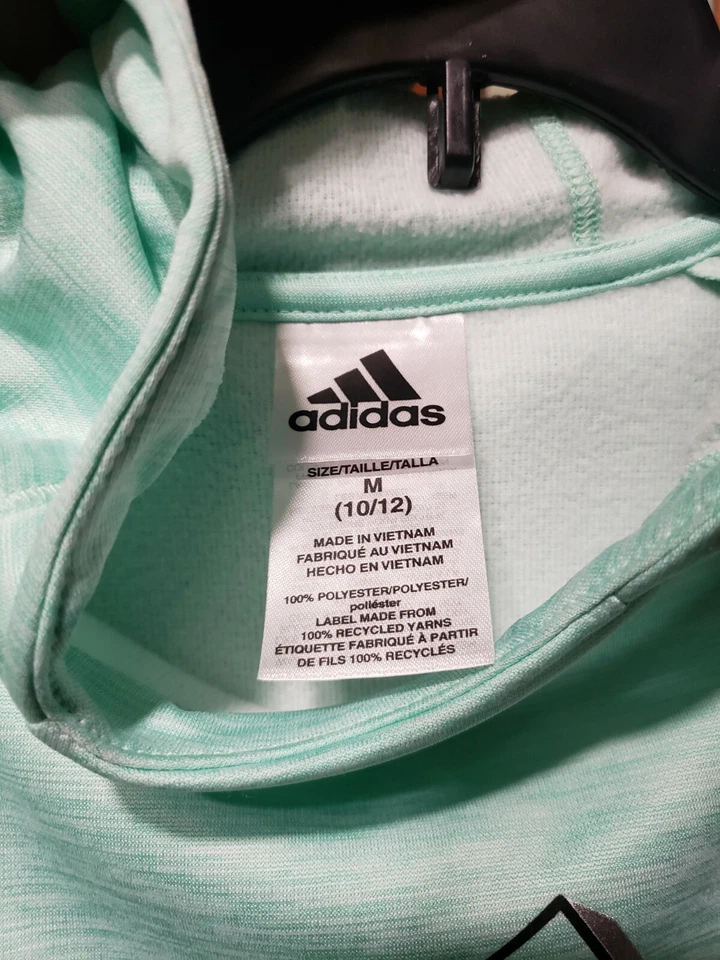 adidas
SIZE/TAILLE/TALLA
M
(10/12)
MADE IN VIETNAM
FABRIQUÉ AU VIETNAM
HECHO EN VIETNAM
100% POLYESTER/POLYESTER/
poliéster
LABEL MADE FROM
100% RECYCLED YARNS
ÉTIQUETTE FABRIQUÉ À PARTIR
DE FILS 100% RECYCLÉS